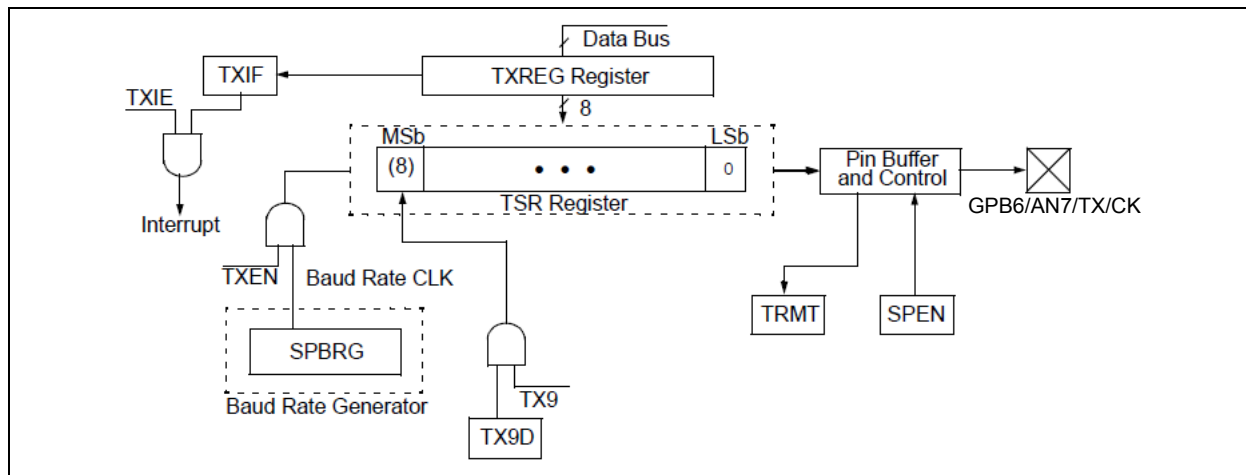 Data Bus
TXIF
TXREG Register
TXIE
8
MSb
LSb
(8)
• • •
0
Pin Buffer
and Control
TSR Register
GPB6/AN7/TX/CK
Interrupt
TXEN
Baud Rate CLK
TRMT
SPEN
SPBRG
TX9
Baud Rate Generator
TX9D